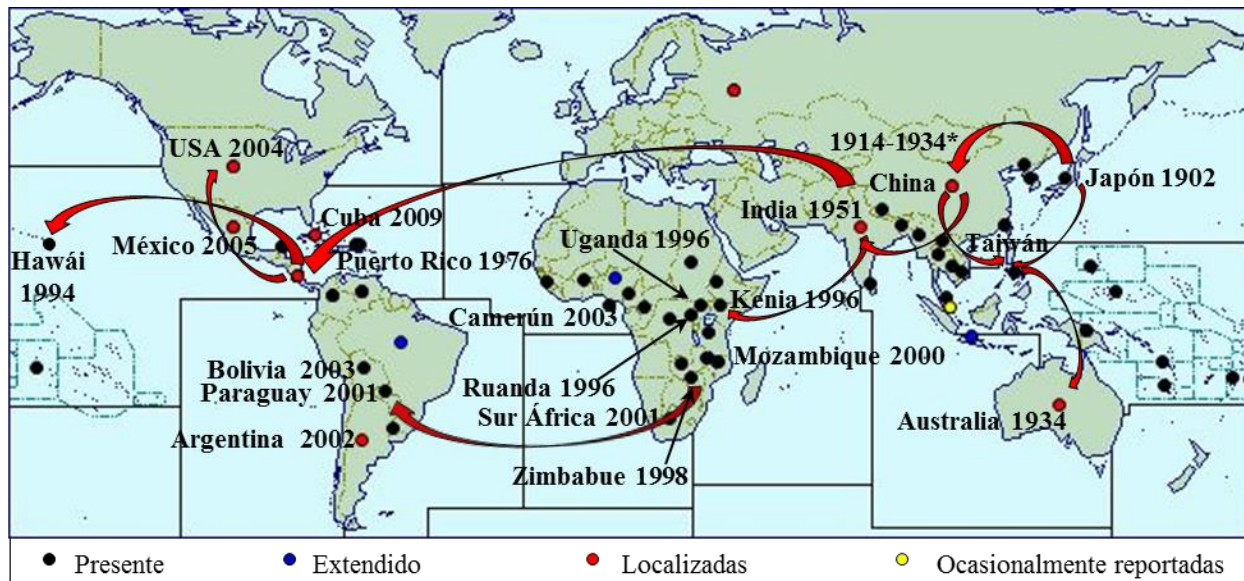 1914-1934*
USA 2004
China
Japón 1902
Cuba 2009
India 1951
México 2005
Uganda 1996
Taiwán
Hawái
1994
Puerto Rico 1976
Kenia 1996
Camerún 2003
Mozambique 2000
Bolivia 2003
Ruanda 1996
Paraguay 2001
Sur África 2001
Australia 1934
Argentina 2002
Zimbabue 1998
Presente
Extendido
Localizadas
Ocasionalmente reportadas